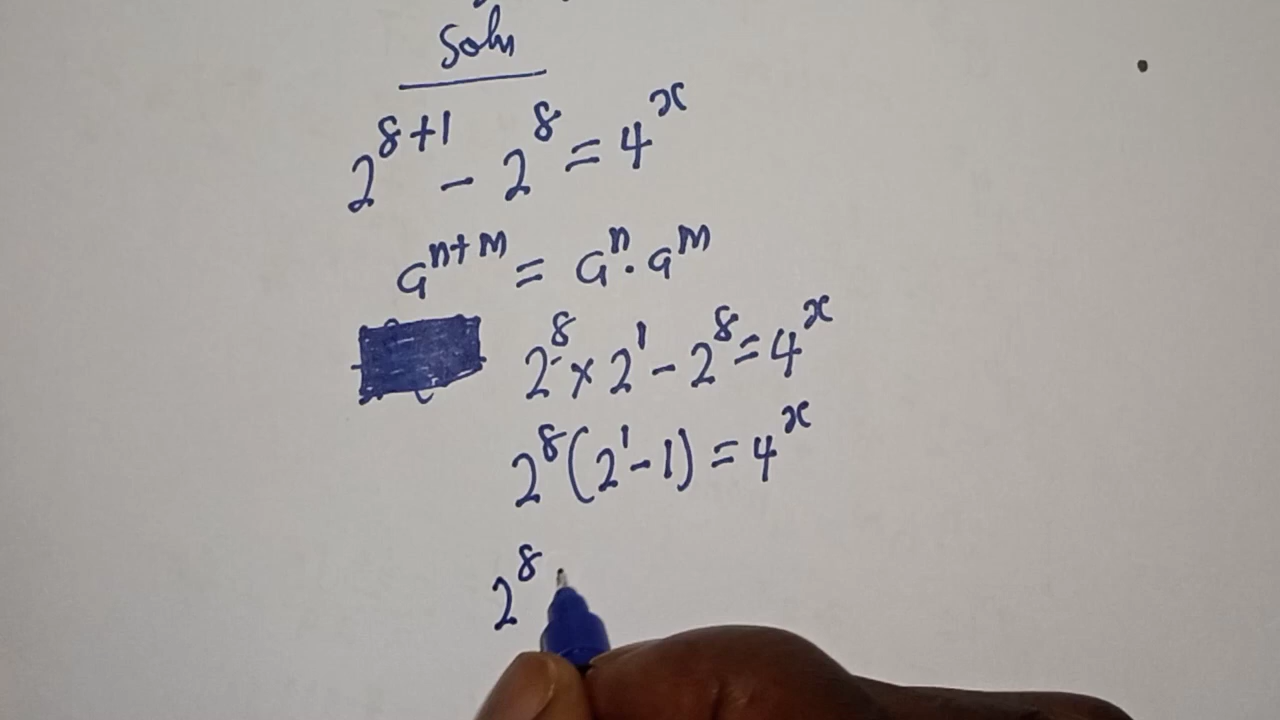 Soln
2^{8+1} - 2^8 = 4^x
a^{n+m} = a^n . a^m
2^8 × 2^1 - 2^8 = 4^x
2^8 (2^1 - 1) = 4^x
2^8